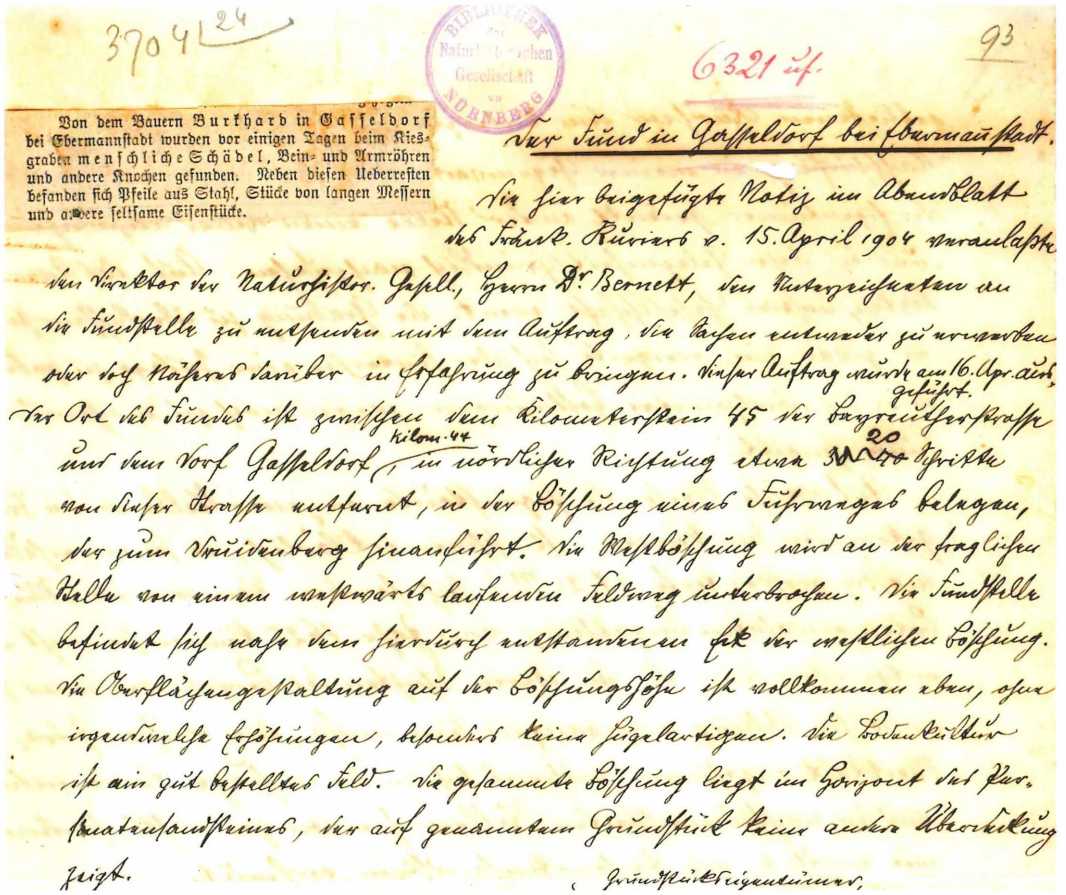 3704 24
BIBLIOTHEK
der
Naturhistorischen
Gesellschaft
zu
NÜRNBERG
6321 uf.
93
Von dem Bauern Burkhard in Gasseldorf
bei Ebermannstadt wurden vor einigen Tagen beim Kies-
graben menschliche Schädel, Bein- und Armröhren
und andere Knochen gefunden. Neben diesen Ueberresten
befanden sich Pfeile aus Stahl, Stücke von langen Messern
und andere seltsame Eisenstücke.
Der Fund in Gasseldorf bei Ebermanñstadt.
Die hier beigefügte Notiz im Abendblatt
des Fränk. Kuriers v. 15. April 1904 veranlaßte
den Direktor der Naturhistor. Gesell., Herrn Dr. Bernett, den Unterzeichneten an
die Fundstelle zu entsenden mit dem Auftrag, die Sachen entweder zu erwerben
oder doch Näheres darüber in Erfahrung zu bringen. Dieser Auftrag wurde am 16. Apr. aus-
geführt.
Der Ort des Fundes ist zwischen dem Kilometerstein 45 der Bayreutherstrasse
und dem Dorf Gasseldorf, Kilom. 44 in nördlicher Richtung etwa 20 Schritte
von dieser Strasse entfernt, in der Böschung eines Fuhrweges belegen,
der zum Druidenberg hinanführt. Die Westböschung wird an der fraglichen
Stelle von einem westwärts laufenden Feldweg unterbrochen. Die Fundstelle
befindet sich nahe dem hierdurch entstandenen Eck der westlichen Böschung.
Die Oberflächengestaltung auf der Böschungshöhe ist vollkommen eben, ohne
irgendwelche Erhöhungen, besonders keine hügelartigen. Die Bodenkultur
ist ein gut bestelltes Feld. Die gesammte Böschung liegt im Horizont des Per-
sonatensandsteines, der auf genanntem Grundstück keine andere Überdeckung
zeigt.
Grundstückseigentümer,